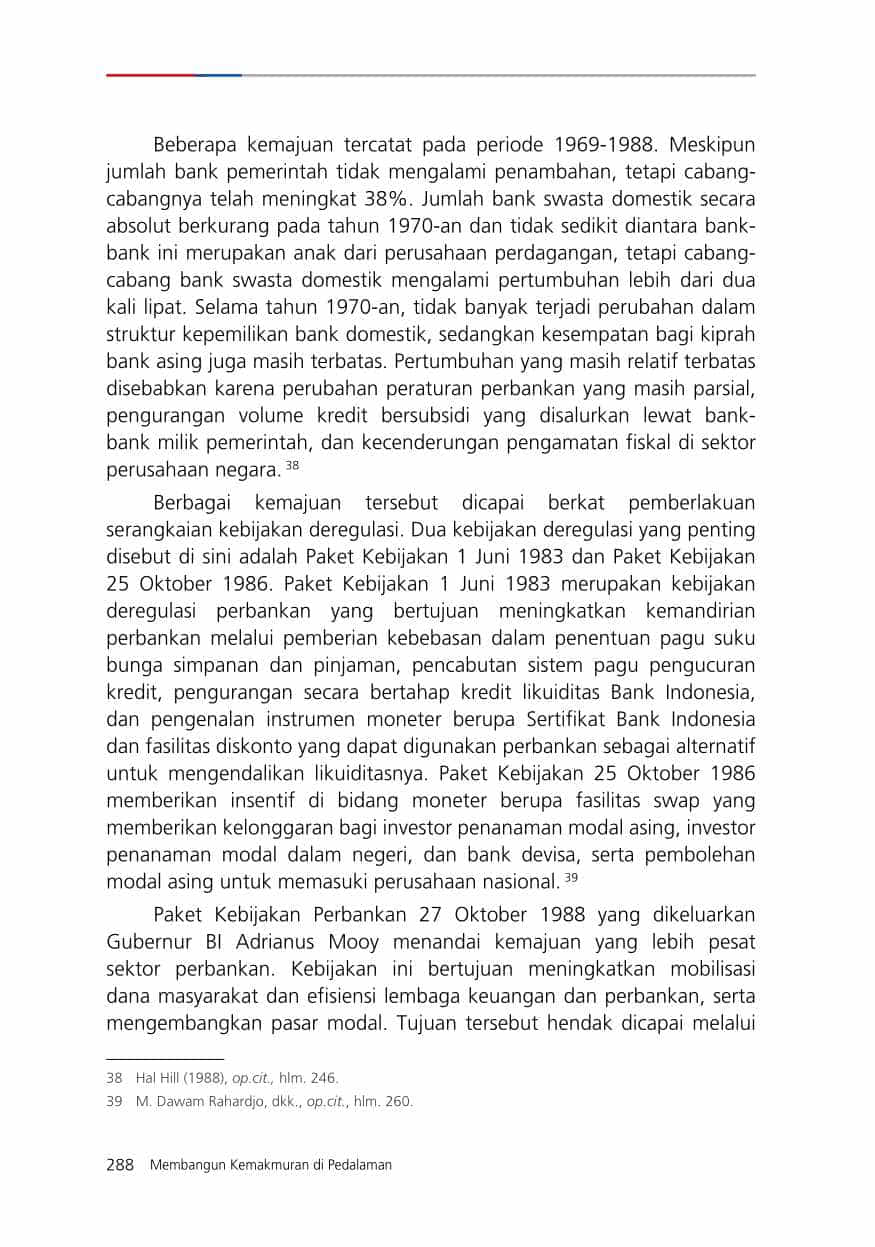 Beberapa kemajuan tercatat pada periode 1969-1988. Meskipun
jumlah bank pemerintah tidak mengalami penambahan, tetapi cabang-
cabangnya telah meningkat 38%. Jumlah bank swasta domestik secara
absolut berkurang pada tahun 1970-an dan tidak sedikit diantara bank-
bank ini merupakan anak dari perusahaan perdagangan, tetapi cabang-
cabang bank swasta domestik mengalami pertumbuhan lebih dari dua
kali lipat. Selama tahun 1970-an, tidak banyak terjadi perubahan dalam
struktur kepemilikan bank domestik, sedangkan kesempatan bagi kiprah
bank asing juga masih terbatas. Pertumbuhan yang masih relatif terbatas
disebabkan karena perubahan peraturan perbankan yang masih parsial,
pengurangan volume kredit bersubsidi yang disalurkan lewat bank-
bank milik pemerintah, dan kecenderungan pengamatan fiskal di sektor
perusahaan negara. 38
Berbagai kemajuan tersebut dicapai berkat pemberlakuan
serangkaian kebijakan deregulasi. Dua kebijakan deregulasi yang penting
disebut di sini adalah Paket Kebijakan 1 Juni 1983 dan Paket Kebijakan
25 Oktober 1986. Paket Kebijakan 1 Juni 1983 merupakan kebijakan
deregulasi perbankan yang bertujuan meningkatkan kemandirian
perbankan melalui pemberian kebebasan dalam penentuan pagu suku
bunga simpanan dan pinjaman, pencabutan sistem pagu pengucuran
kredit, pengurangan secara bertahap kredit likuiditas Bank Indonesia,
dan pengenalan instrumen moneter berupa Sertifikat Bank Indonesia
dan fasilitas diskonto yang dapat digunakan perbankan sebagai alternatif
untuk mengendalikan likuiditasnya. Paket Kebijakan 25 Oktober 1986
memberikan insentif di bidang moneter berupa fasilitas swap yang
memberikan kelonggaran bagi investor penanaman modal asing, investor
penanaman modal dalam negeri, dan bank devisa, serta pembolehan
modal asing untuk memasuki perusahaan nasional. 39
Paket Kebijakan Perbankan 27 Oktober 1988 yang dikeluarkan
Gubernur BI Adrianus Mooy menandai kemajuan yang lebih pesat
sektor perbankan. Kebijakan ini bertujuan meningkatkan mobilisasi
dana masyarakat dan efisiensi lembaga keuangan dan perbankan, serta
mengembangkan pasar modal. Tujuan tersebut hendak dicapai melalui
38 Hal Hill (1988), op.cit., hlm. 246.
39 M. Dawam Rahardjo, dkk., op.cit., hlm. 260.
288 Membangun Kemakmuran di Pedalaman